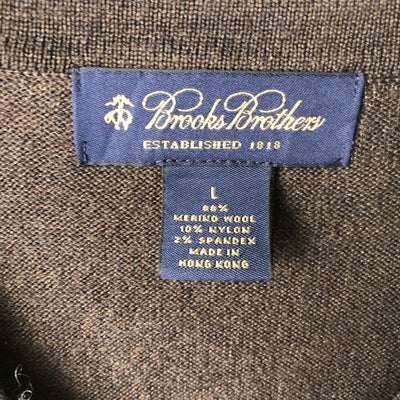 Brooks Brothers
ESTABLISHED 1818
L
88%
MERINO WOOL
10% NYLON
2% SPANDEX
MADE IN
HONG KONG